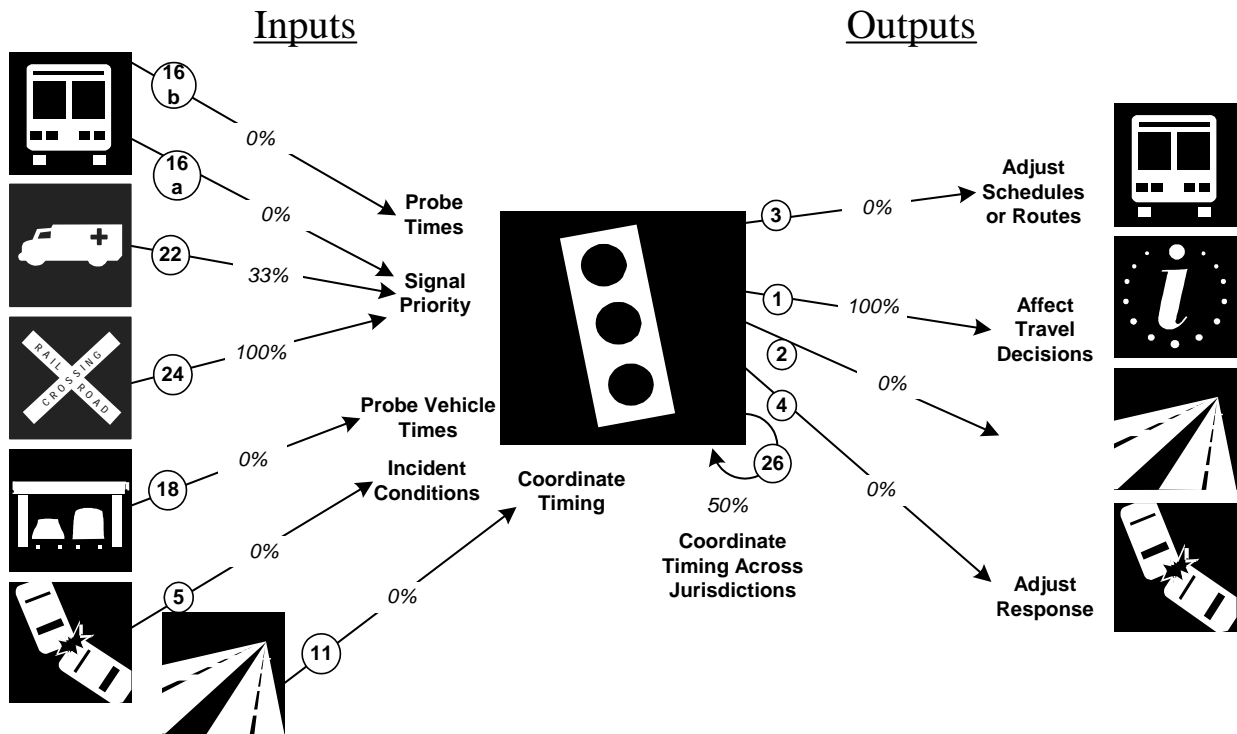 Inputs
Outputs
16
b
0%
16
a
0%
22
33%
RAIL ROAD
CROSSING
24
100%
18
0%
5
0%
11
0%
Probe
Times
Signal
Priority
Probe Vehicle
Times
Incident
Conditions
Coordinate
Timing
26
50%
Coordinate
Timing Across
Jurisdictions
3
0%
Adjust
Schedules
or Routes
1
100%
Affect
Travel
Decisions
i
2
0%
4
0%
Adjust
Response